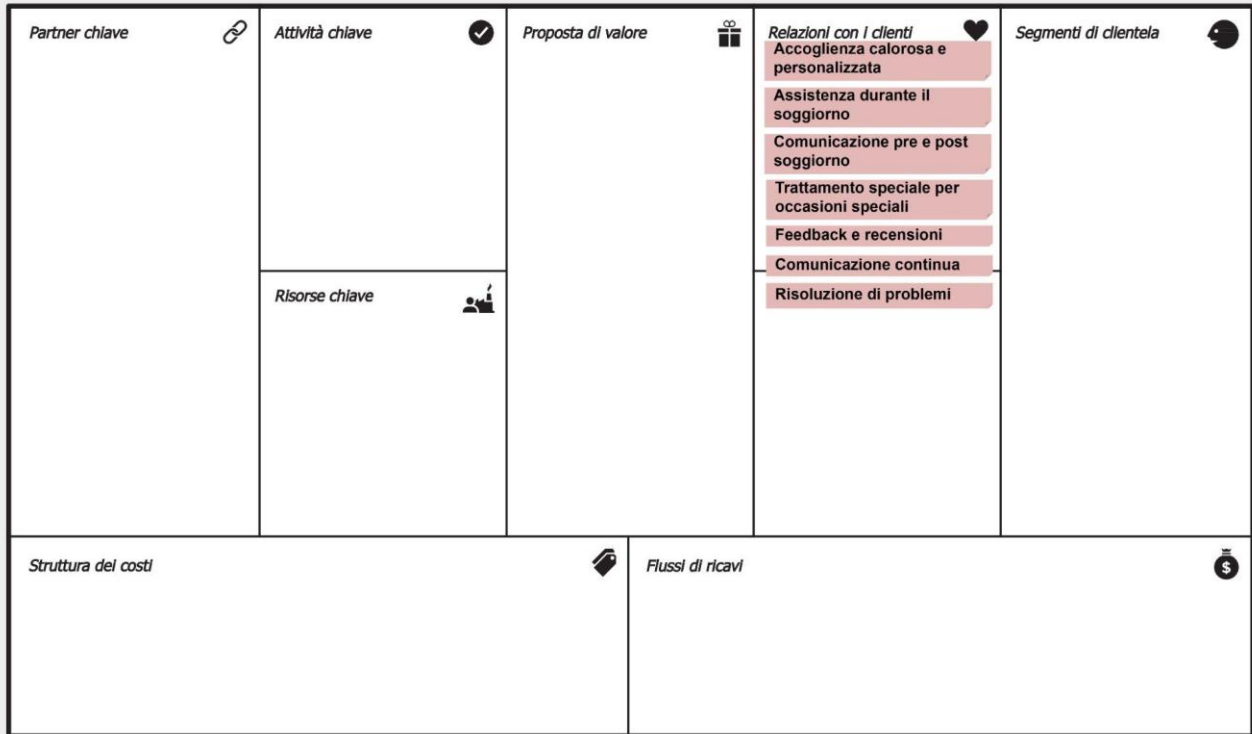 Partner chiave
Attività chiave
Proposta di valore
Relazioni con i clienti
Accoglienza calorosa e
personalizzata
Assistenza durante il
soggiorno
Comunicazione pre e post
soggiorno
Trattamento speciale per
occasioni speciali
Feedback e recensioni
Comunicazione continua
Risoluzione di problemi
Segmenti di clientela
Risorse chiave
Struttura dei costi
Flussi di ricavi
$